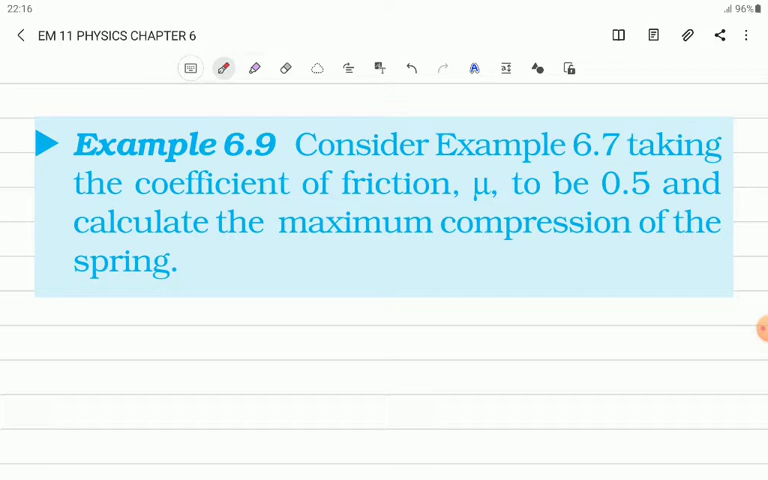 22:16
96%
EM 11 PHYSICS CHAPTER 6
Example 6.9 Consider Example 6.7 taking
the coefficient of friction, μ, to be 0.5 and
calculate the maximum compression of the
spring.